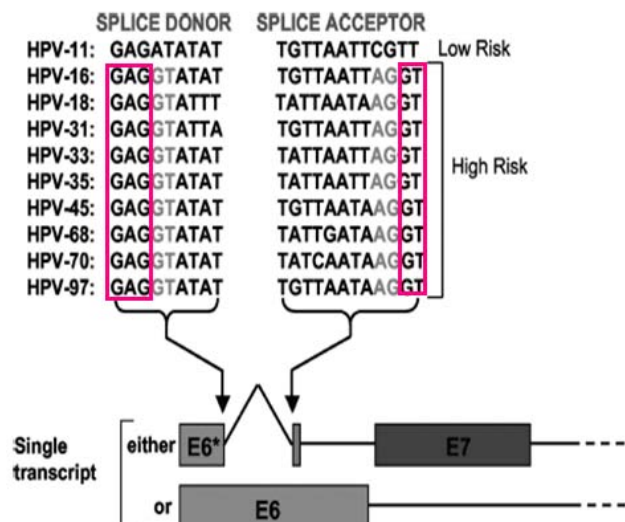 SPLICE DONOR SPLICE ACCEPTOR
HPV-11: GAGATATAT TGTTAATTCGTT Low Risk
HPV-16: GAGGTATAT TGTTAATTAGGT
HPV-18: GAGGTATTT TATTAATAAGGT
HPV-31: GAGGTATTA TGTTAATTAGGT
HPV-33: GAGGTATAT TATTAATTAGGT
HPV-35: GAGGTATAT TATTAATTAGGT
HPV-45: GAGGTATAT TGTTAATAAGGT
HPV-68: GAGGTATAT TATTGATAAGGT
HPV-70: GAGGTATAT TATCAATAAGGT
HPV-97: GAGGTATAT TGTTAATAAGGT
High Risk
Single transcript
either E6* E7
or E6